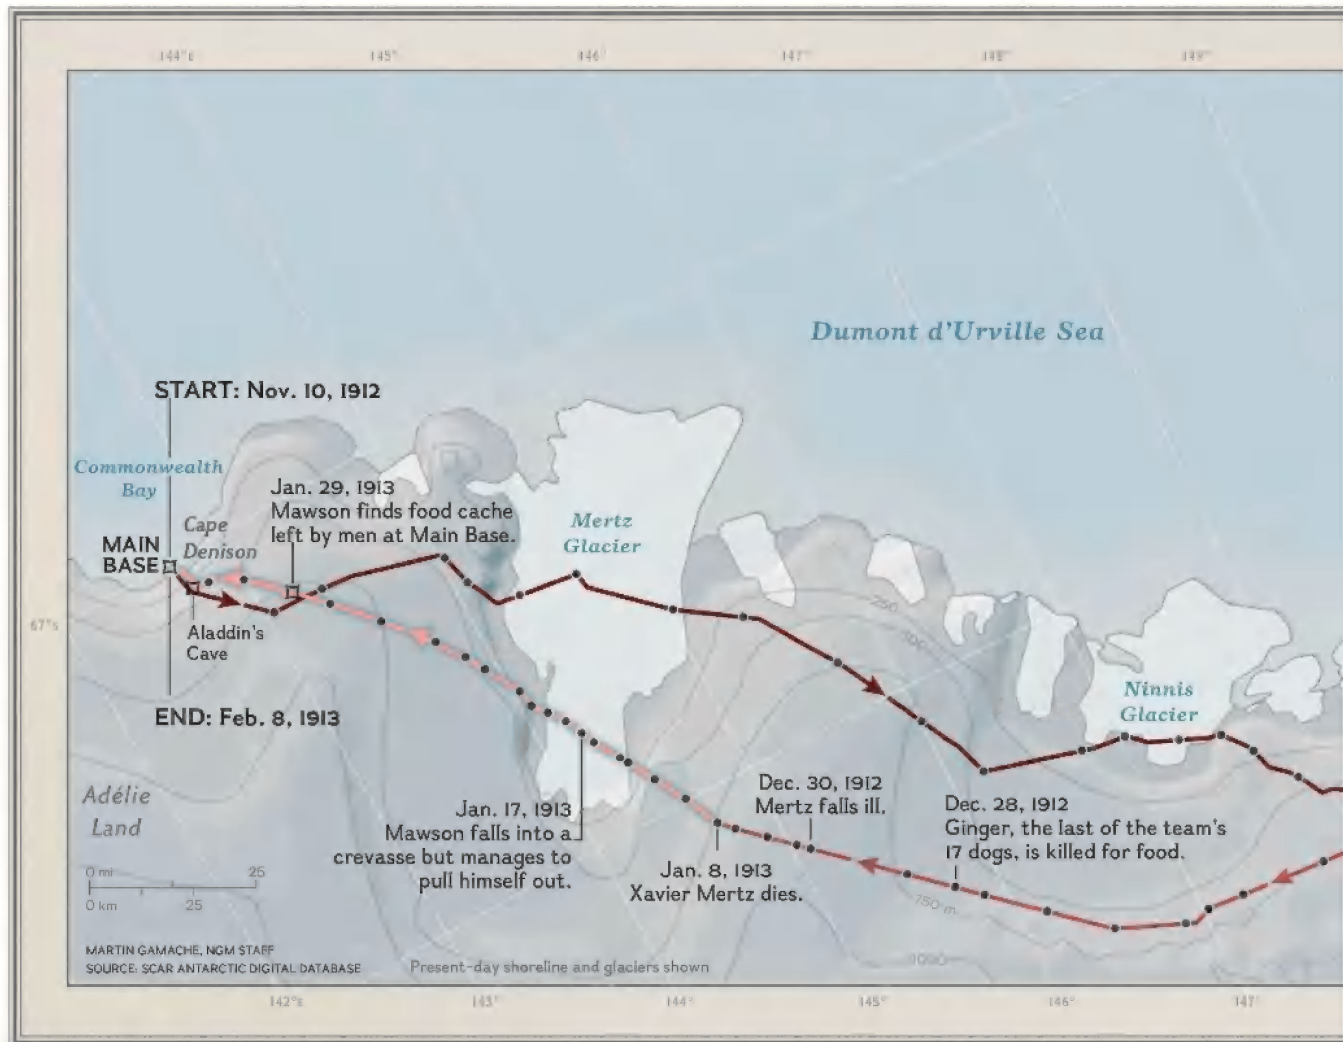 144°E 145° 146° 147° 148° 149°
Dumont d'Urville Sea
START: Nov. 10, 1912
Commonwealth
Bay
Jan. 29, 1913
Mawson finds food cache
left by men at Main Base.
Cape
Denison
MAIN
BASE
Mertz
Glacier
67°S
Aladdin's
Cave
250
500
END: Feb. 8, 1913
Ninnis
Glacier
Adélie
Land
Jan. 17, 1913
Mawson falls into a
crevasse but manages to
pull himself out.
Dec. 30, 1912
Mertz falls ill.
Dec. 28, 1912
Ginger, the last of the team's
17 dogs, is killed for food.
Jan. 8, 1913
Xavier Mertz dies.
0 mi 25
0 km 25
750 m
1000
MARTIN GAMACHE, NGM STAFF
SOURCE: SCAR ANTARCTIC DIGITAL DATABASE
Present-day shoreline and glaciers shown
142°E 143° 144° 145° 146° 147°